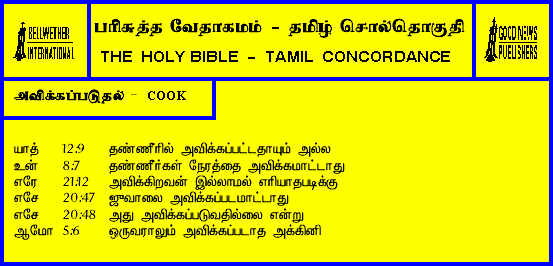 BELLWETHER
INTERNATIONAL
பரிசுத்த வேதாகமம் - தமிழ் சொல்தொகுதி
THE HOLY BIBLE - TAMIL CONCORDANCE
GOOD NEWS
PUBLISHERS
அவிக்கப்படுதல் - COOK
யாத் 12:9 தண்ணீரில் அவிக்கப்பட்டதாயும் அல்ல
உன் 8:7 தண்ணீர்கள் நேரத்தை அவிக்கமாட்டாது
எரே 21:12 அவிக்கிறவன் இல்லாமல் எரியாதபடிக்கு
எசே 20:47 ஜுவாலை அவிக்கப்படமாட்டாது
எசே 20:48 அது அவிக்கப்படுவதில்லை என்று
ஆமோ 5:6 ஒருவராலும் அவிக்கப்படாத அக்கினி